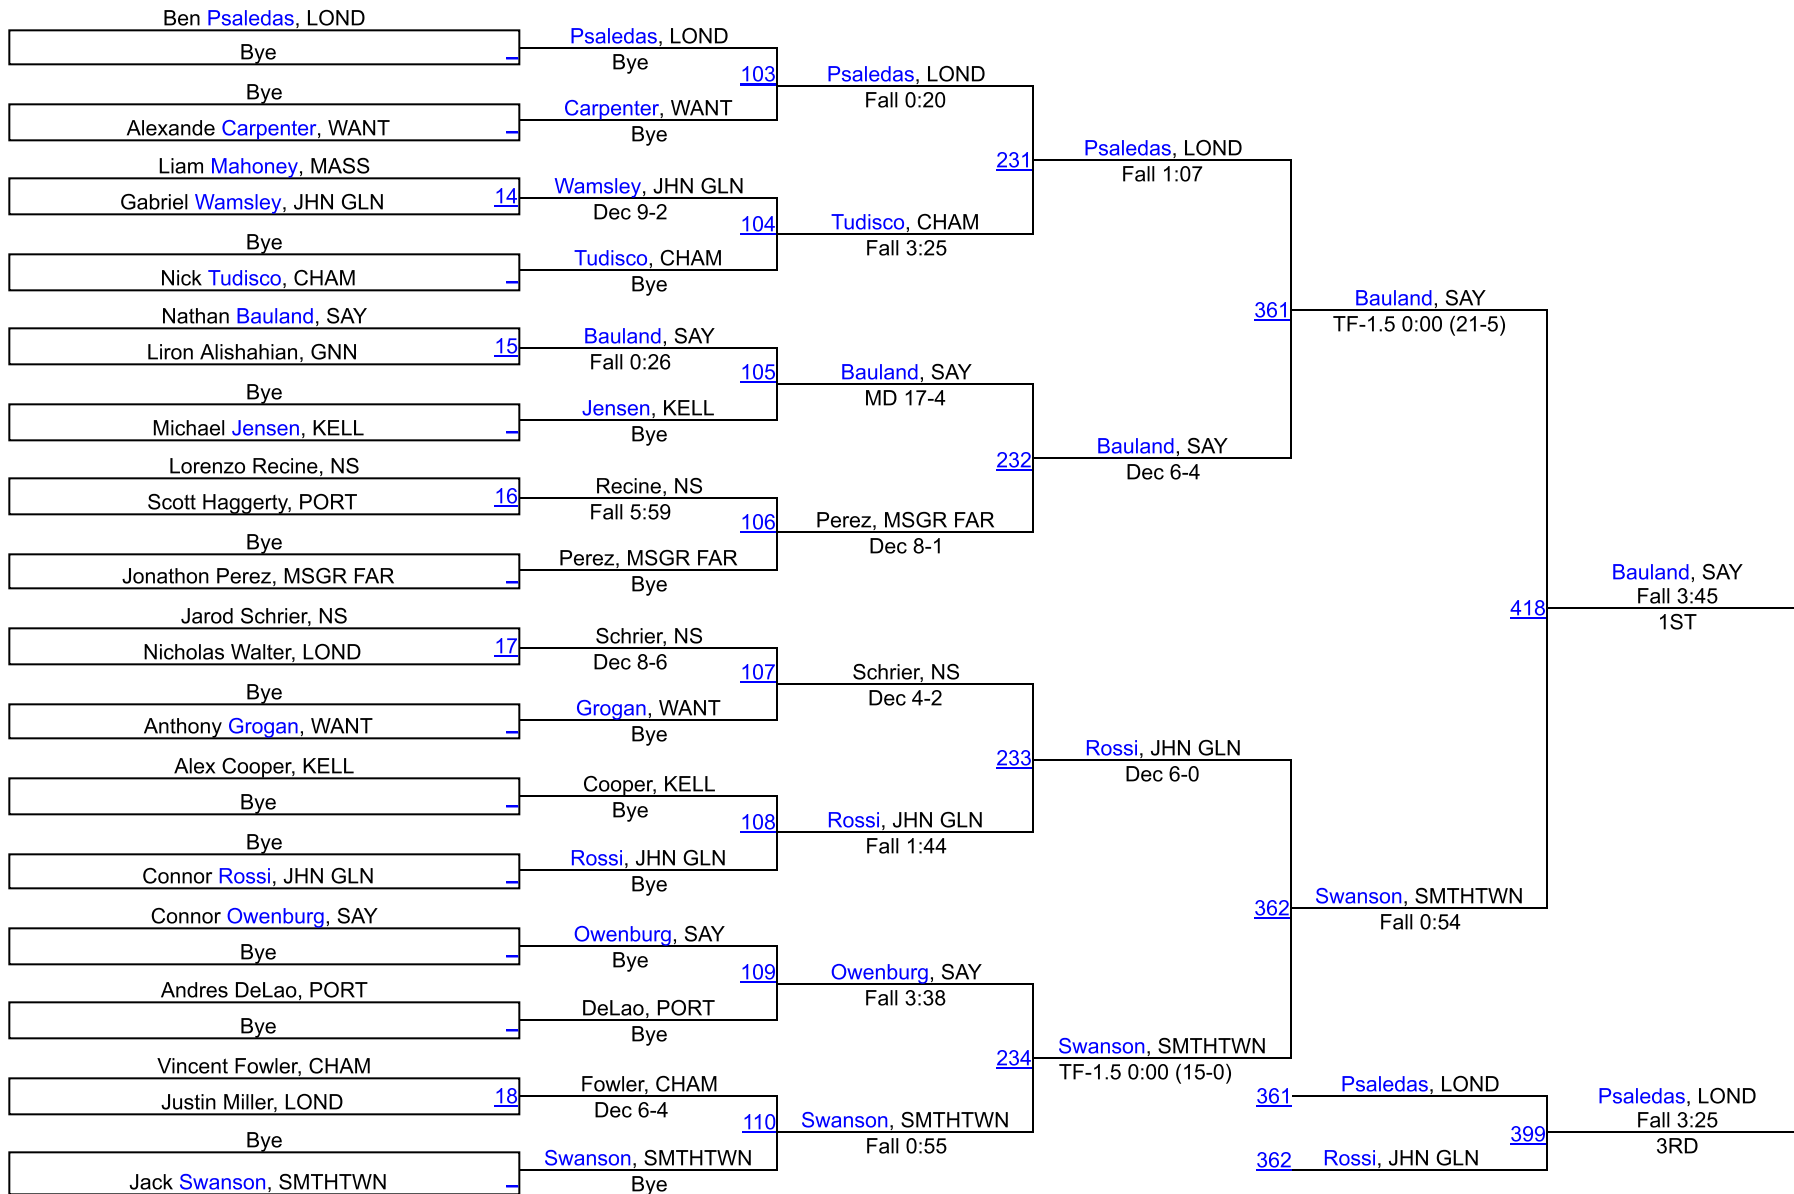 Ben Psaledas, LOND
Bye
Bye
Alexande Carpenter, WANT
Liam Mahoney, MASS
Gabriel Wamsley, JHN GLN
14
Bye
Nick Tudisco, CHAM
Nathan Bauland, SAY
Liron Alishahian, GNN
15
Bye
Michael Jensen, KELL
Lorenzo Recine, NS
Scott Haggerty, PORT
16
Bye
Jonathon Perez, MSGR FAR
Jarod Schrier, NS
Nicholas Walter, LOND
17
Bye
Anthony Grogan, WANT
Alex Cooper, KELL
Bye
Bye
Connor Rossi, JHN GLN
Connor Owenburg, SAY
Bye
Andres DeLao, PORT
Bye
Vincent Fowler, CHAM
Justin Miller, LOND
18
Bye
Jack Swanson, SMTHTWN
Psaledas, LOND
Bye
103
Carpenter, WANT
Bye
Wamsley, JHN GLN
Dec 9-2
104
Tudisco, CHAM
Bye
Bauland, SAY
Fall 0:26
105
Jensen, KELL
Bye
Recine, NS
Fall 5:59
106
Perez, MSGR FAR
Bye
Schrier, NS
Dec 8-6
107
Grogan, WANT
Bye
Cooper, KELL
Bye
108
Rossi, JHN GLN
Bye
Owenburg, SAY
Bye
109
DeLao, PORT
Bye
Fowler, CHAM
Dec 6-4
110
Swanson, SMTHTWN
Bye
Psaledas, LOND
Fall 0:20
231
Tudisco, CHAM
Fall 3:25
Bauland, SAY
MD 17-4
232
Perez, MSGR FAR
Dec 8-1
Schrier, NS
Dec 4-2
233
Rossi, JHN GLN
Fall 1:44
Owenburg, SAY
Fall 3:38
234
Swanson, SMTHTWN
Fall 0:55
Psaledas, LOND
Fall 1:07
361
Bauland, SAY
Dec 6-4
Rossi, JHN GLN
Dec 6-0
362
Swanson, SMTHTWN
TF-1.5 0:00 (15-0)
Bauland, SAY
TF-1.5 0:00 (21-5)
418
Swanson, SMTHTWN
Fall 0:54
Bauland, SAY
Fall 3:45
1ST
361
Psaledas, LOND
399
362
Rossi, JHN GLN
Psaledas, LOND
Fall 3:25
3RD